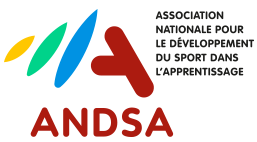 ASSOCIATION
NATIONALE POUR
LE DÉVELOPPEMENT
DU SPORT DANS
L'APPRENTISSAGE
ANDSA